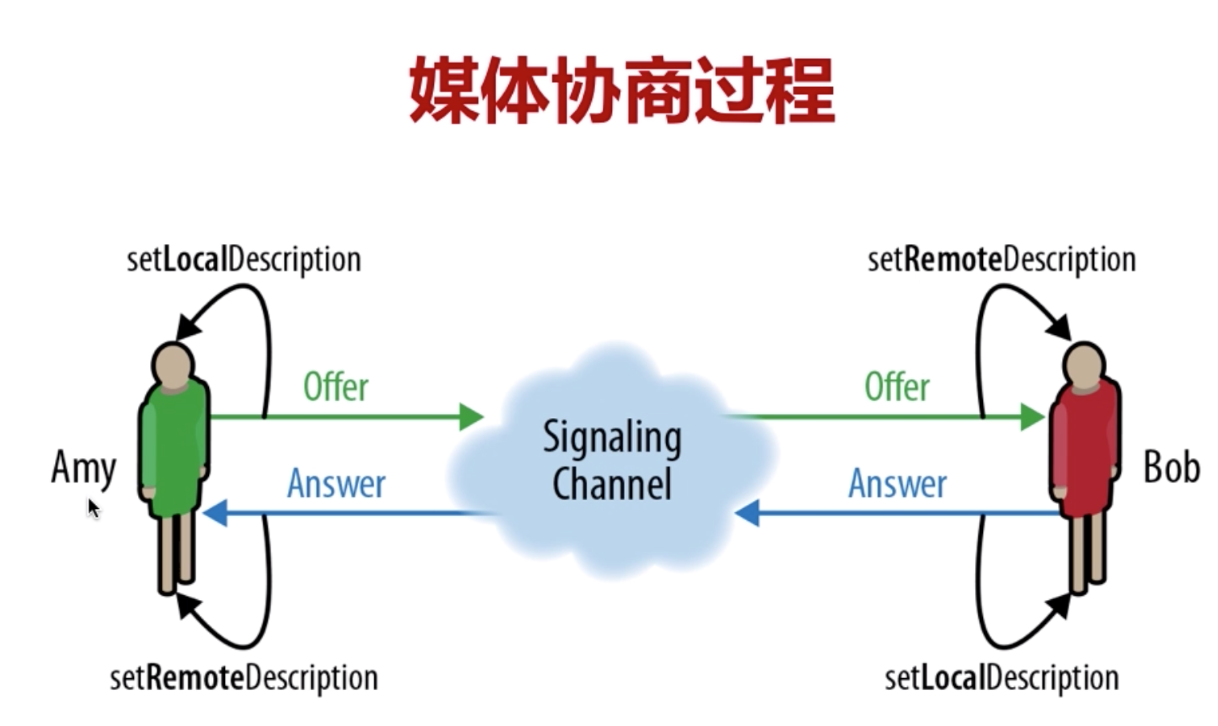 媒体协商过程
setLocalDescription
setRemoteDescription
Offer
Offer
Signaling
Channel
Amy
Answer
Answer
Bob
setRemoteDescription
setLocalDescription